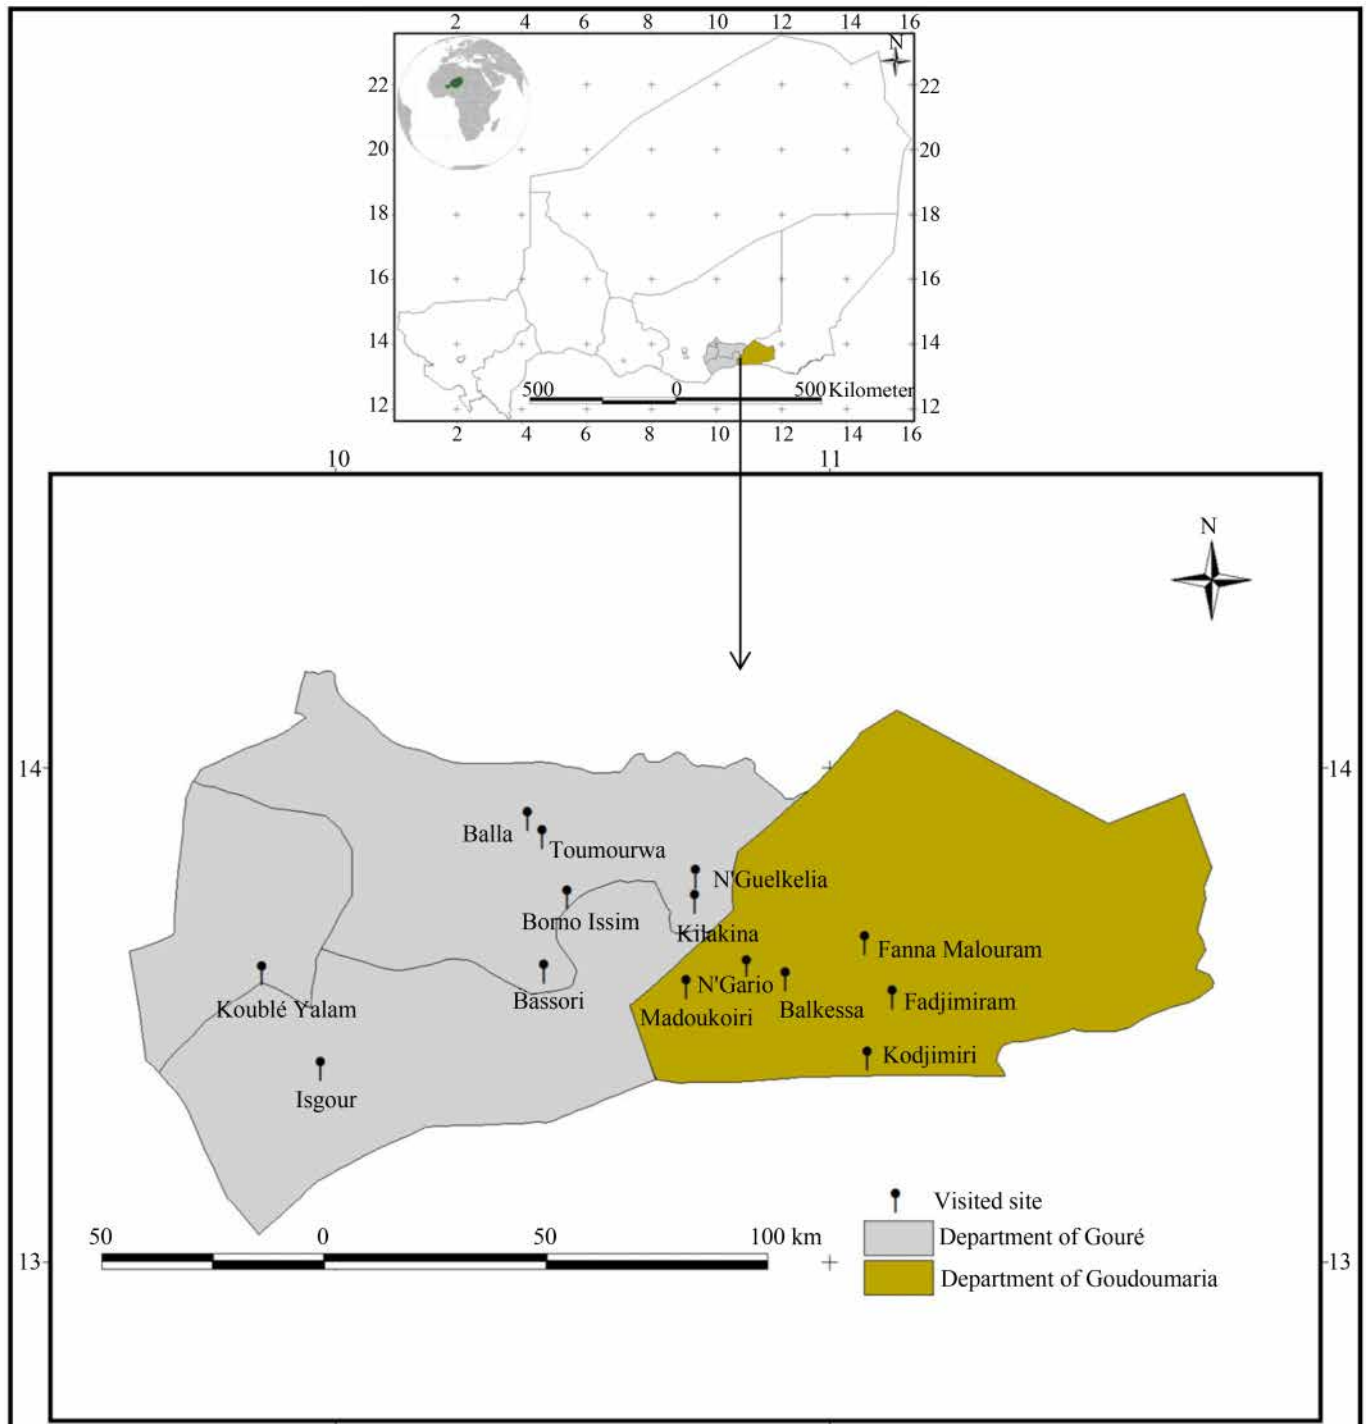 2 4 6 8 10 12 14 16
N
22 22
20 20
18 18
16 16
14 14
500 0 500 Kilometer
12 12
2 4 6 8 10 12 14 16
10 11
N
14 14
Balla
Toumourwa
N'Guelkelia
Borno Issim
Kilakina
Fanna Malouram
N'Gario
Bassori
Fadjimiram
Koublé Yalam
Balkessa
Madoukoiri
Kodjimiri
Isgour
Visited site
50 0 50 100 km
Department of Gouré
13 13
Department of Goudoumaria